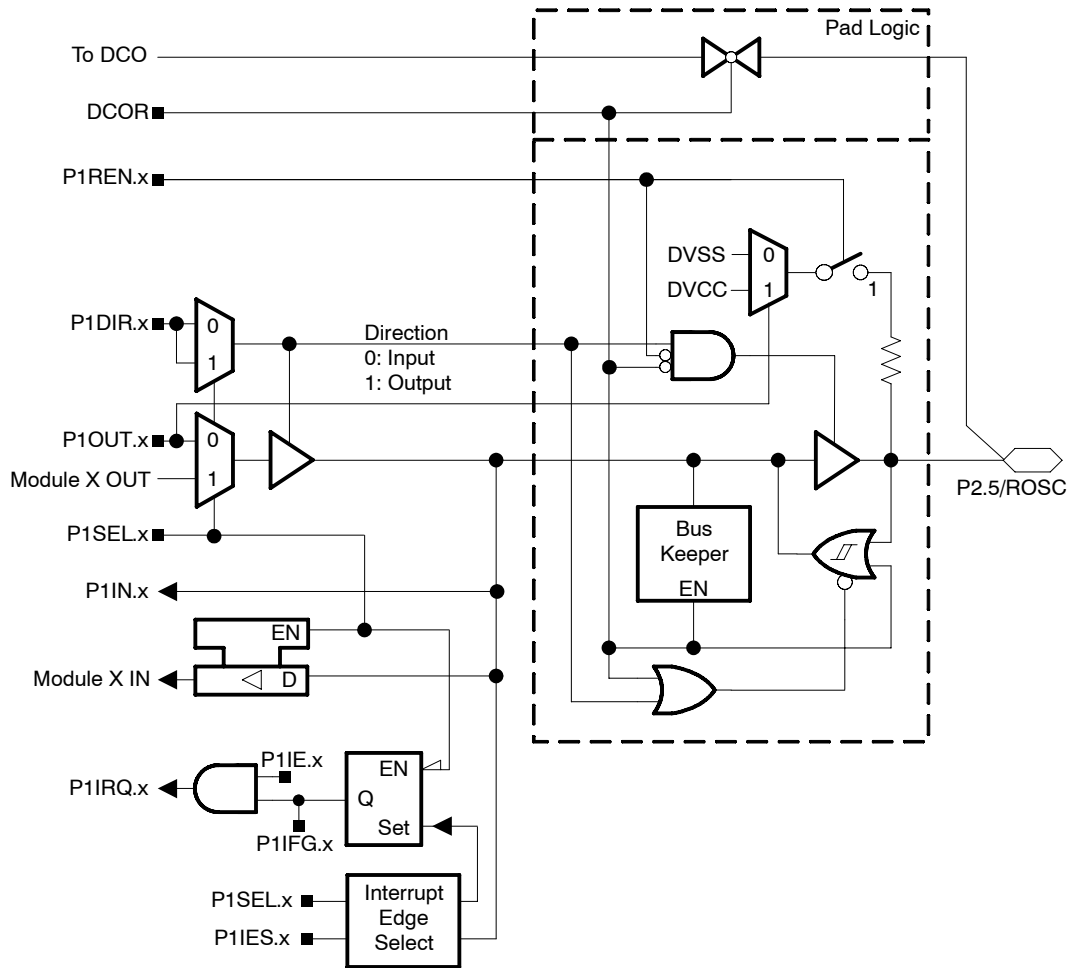 Pad Logic
To DCO
DCOR
P1REN.x
DVSS
0
DVCC
1
1
P1DIR.x
0
1
Direction
0: Input
1: Output
P1OUT.x
0
Module X OUT
1
P2.5/ROSC
P1SEL.x
Bus
Keeper
EN
P1IN.x
EN
Module X IN
D
P1IRQ.x
P1IE.x
EN
Q
Set
P1IFG.x
P1SEL.x
P1IES.x
Interrupt
Edge
Select